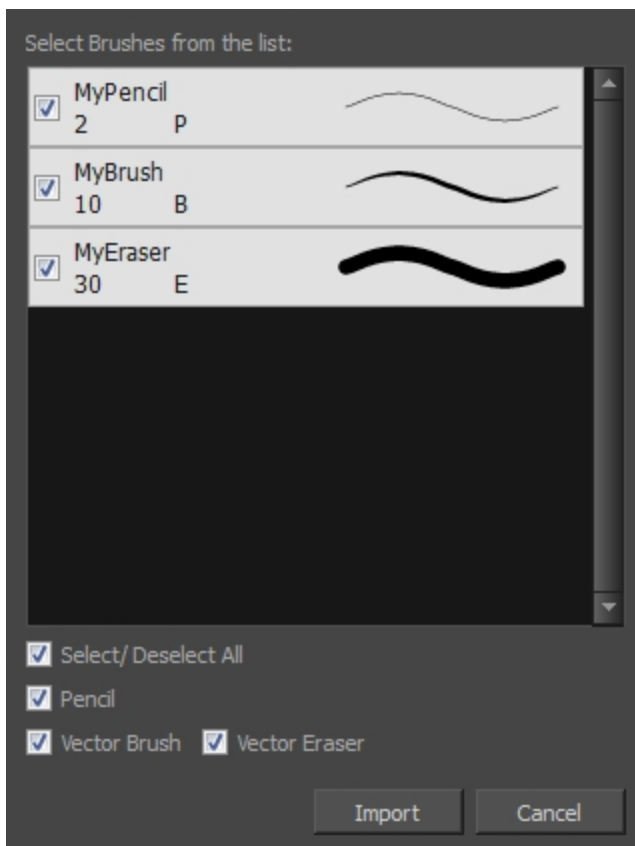 Select Brushes from the list:
MyPencil
2 P
MyBrush
10 B
MyEraser
30 E
Select/ Deselect All
Pencil
Vector Brush Vector Eraser
Import Cancel